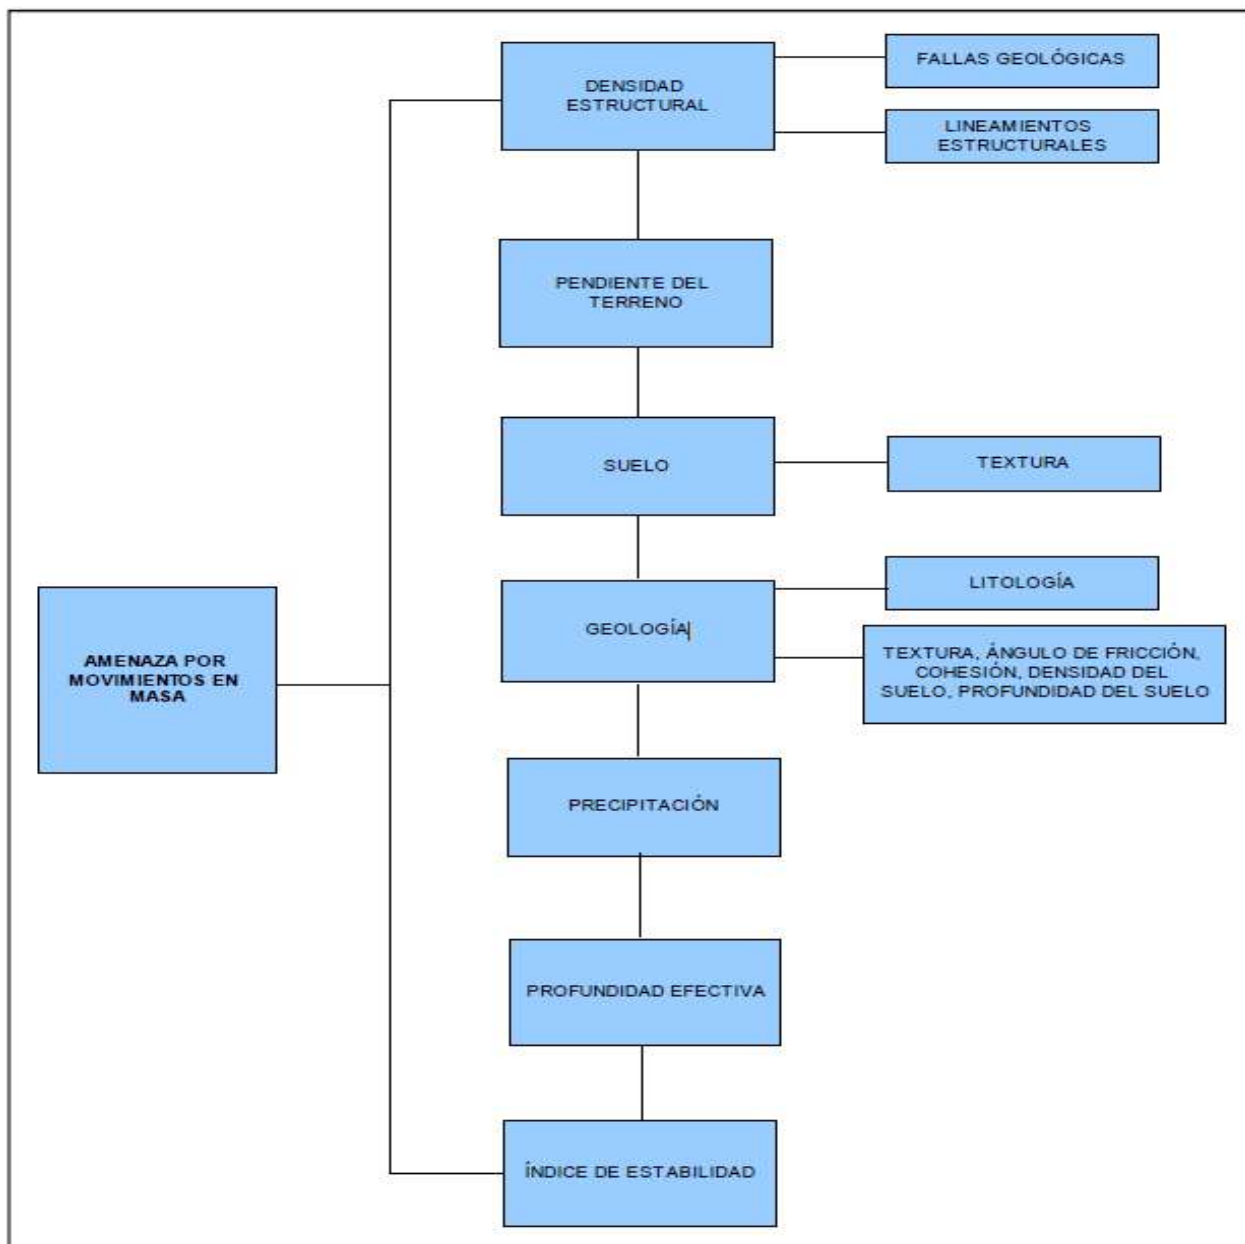 DENSIDAD
ESTRUCTURAL
FALLAS GEOLÓGICAS
LINEAMIENTOS
ESTRUCTURALES
PENDIENTE DEL
TERRENO
SUELO
TEXTURA
GEOLOGÍA
LITOLOGÍA
TEXTURA, ÁNGULO DE FRICCIÓN,
COHESIÓN, DENSIDAD DEL
SUELO, PROFUNDIDAD DEL SUELO
AMENAZA POR
MOVIMIENTOS EN
MASA
PRECIPITACIÓN
PROFUNDIDAD EFECTIVA
ÍNDICE DE ESTABILIDAD